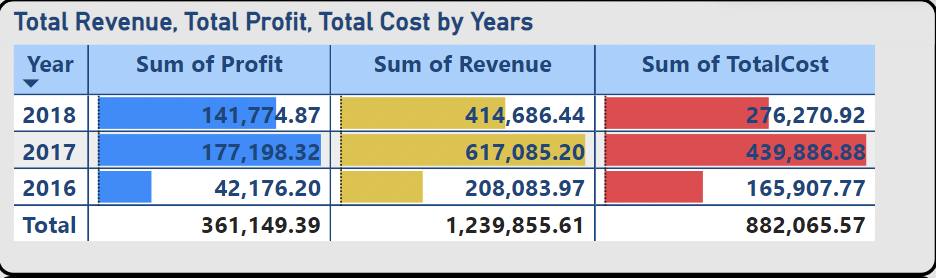 Total Revenue, Total Profit, Total Cost by Years
Year Sum of Profit Sum of Revenue Sum of TotalCost
2018 141,774.87 414,686.44 276,270.92
2017 177,198.32 617,085.20 439,886.88
2016 42,176.20 208,083.97 165,907.77
Total 361,149.39 1,239,855.61 882,065.57